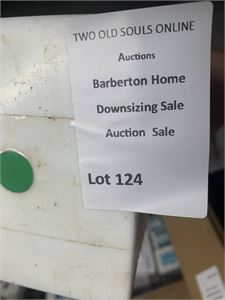 TWO OLD SOULS ONLINE
Auctions
Barberton Home
Downsizing Sale
Auction Sale
Lot 124